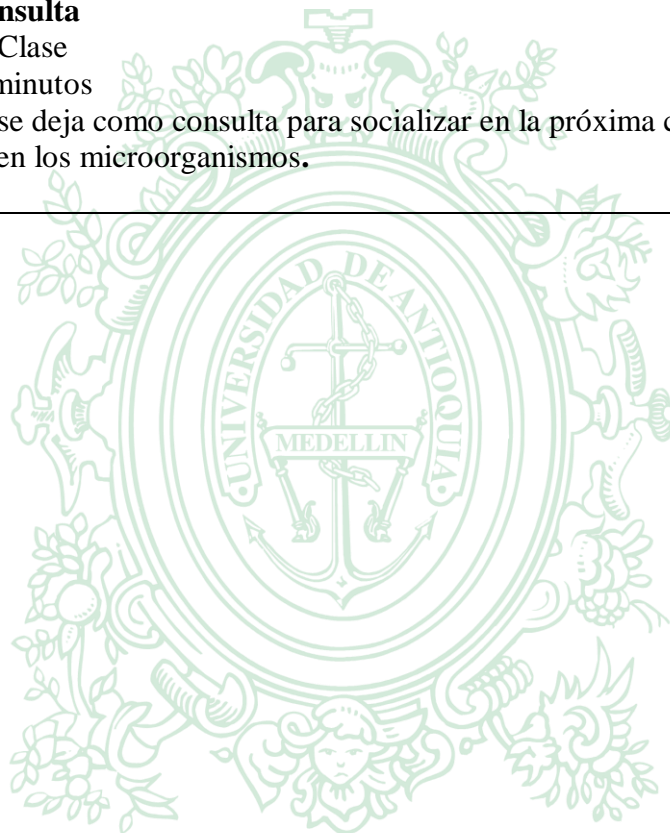 nsulta
Clase
minutos
se deja como consulta para socializar en la próxima c
en los microorganismos.
UNIVERSIDAD DE ANTIOQUIA
MEDELLIN